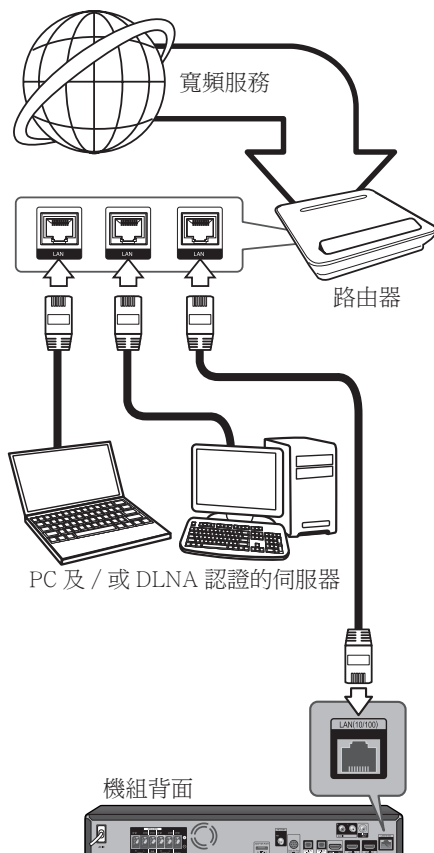 寬頻服務
LAN
LAN
LAN
路由器
PC 及 / 或 DLNA 認證的伺服器
LAN(10/100)
機組背面